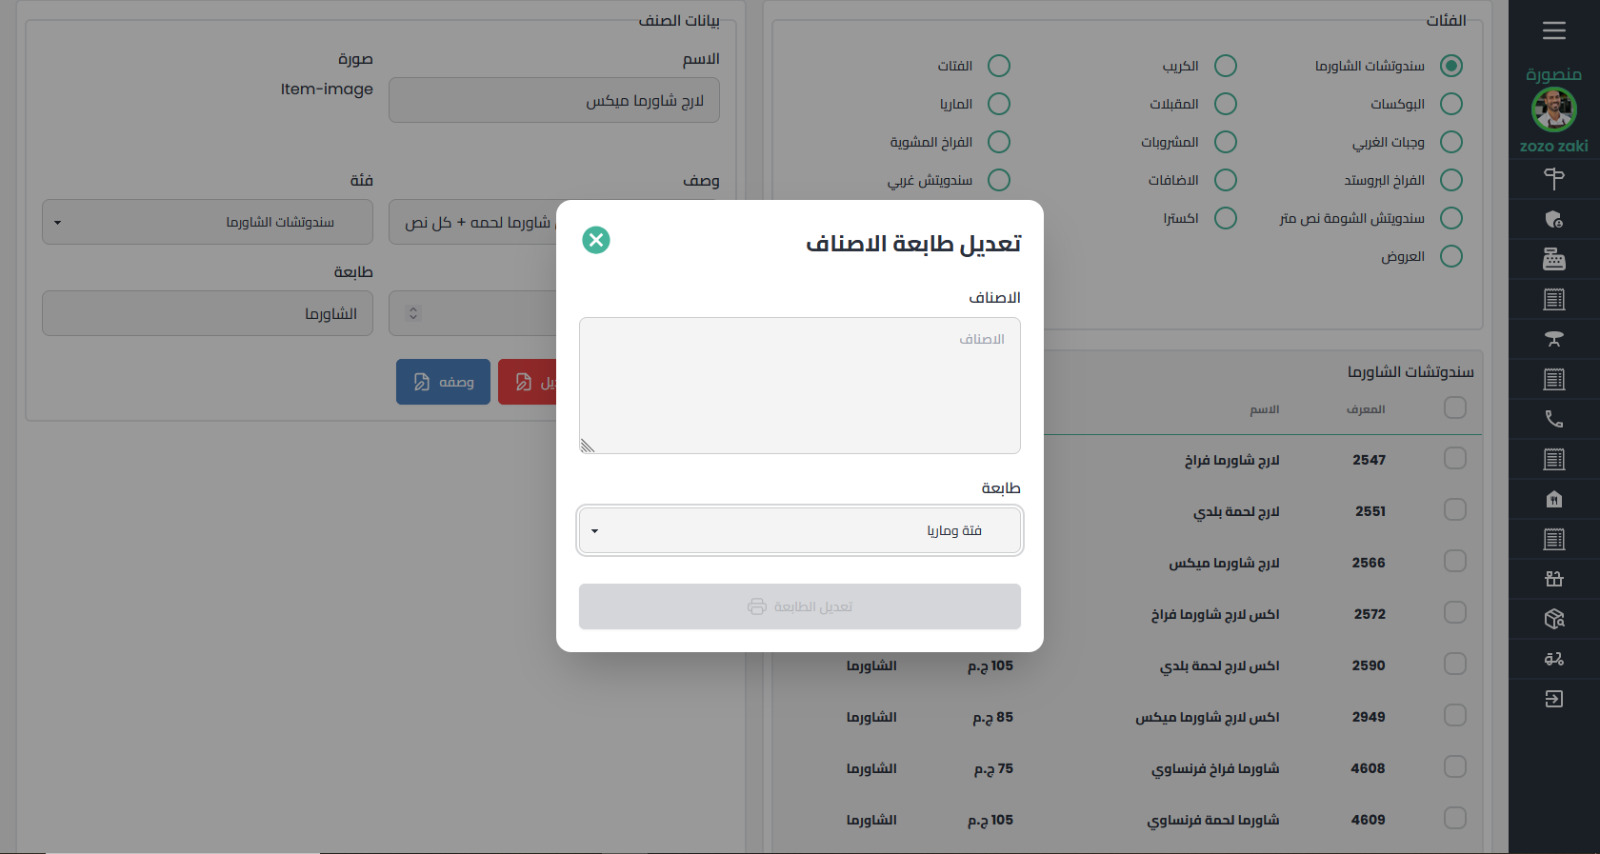 منصورة
zozo zaki
الفئات
سندوتشات الشاورما
الكريب
الفتات
البوكسات
المقبلات
الماريا
وجبات الغربي
المشروبات
الفراخ المشوية
الفراخ البروستد
الاضافات
سندويتش غربي
سندويتش الشومة نص متر
اكسترا
العروض
سندوتشات الشاورما
المعرف
الاسم
2547 لارج شاورما فراخ
2551 لارج لحمة بلدي
2566 لارج شاورما ميكس
2572 اكس لارج شاورما فراخ
2590 اكس لارج لحمة بلدي 105 ج.م الشاورما
2949 اكس لارج شاورما ميكس 85 ج.م الشاورما
4608 شاورما فراخ فرنساوي 75 ج.م الشاورما
4609 شاورما لحمة فرنساوي 105 ج.م الشاورما
بيانات الصنف
الاسم
لارج شاورما ميكس
صورة
Item-image
وصف
شاورما لحمه + كل نص
فئة
سندوتشات الشاورما
طابعة
الشاورما
وصفه
تعديل طابعة الاصناف
الاصناف
الاصناف
طابعة
فتة وماريا
تعديل الطابعة